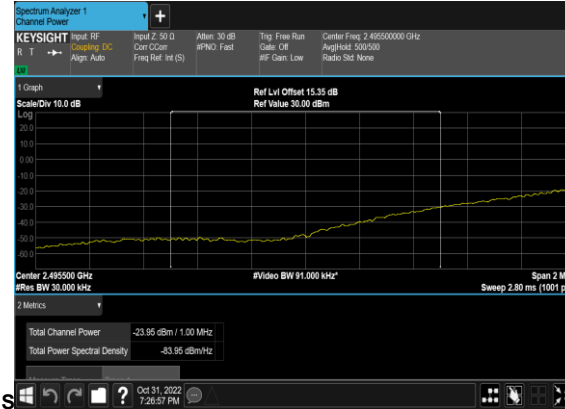 Spectrum Analyzer 1
Channel Power
KEYSIGHT Input: RF Input Z: 50 Ω Atten: 30 dB Trig: Free Run Center Freq: 2.495500000 GHz
R T Coupling: DC Corr CCorr #PNO: Fast Gate: Off Avg|Hold: 500/500
Align: Auto Freq Ref: Int (S) #IF Gain: Low Radio Std: None
1 Graph
Ref Lvl Offset 15.35 dB
Scale/Div 10.0 dB Ref Value 30.00 dBm
Log
20.0
10.0
0.00
-10.0
-20.0
-30.0
-40.0
-50.0
-60.0
Center 2.495500 GHz #Video BW 91.000 kHz* Span 2 M
#Res BW 30.000 kHz Sweep 2.80 ms (1001 p
2 Metrics
Total Channel Power -23.95 dBm / 1.00 MHz
Total Power Spectral Density -83.95 dBm/Hz
S
? Oct 31, 2022
7:26:57 PM